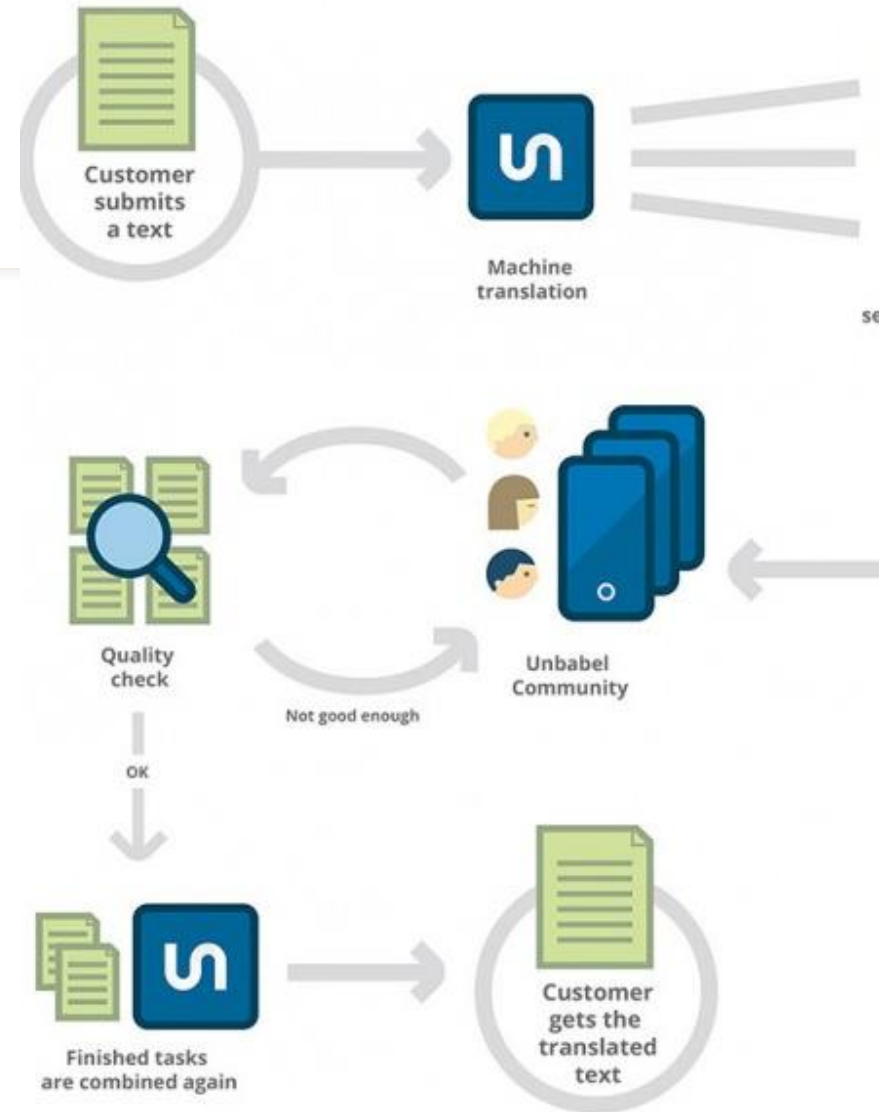 Customer
submits
a text
Machine
translation
se
Quality
check
Not good enough
Unbabel
Community
OK
Finished tasks
are combined again
Customer
gets the
translated
text